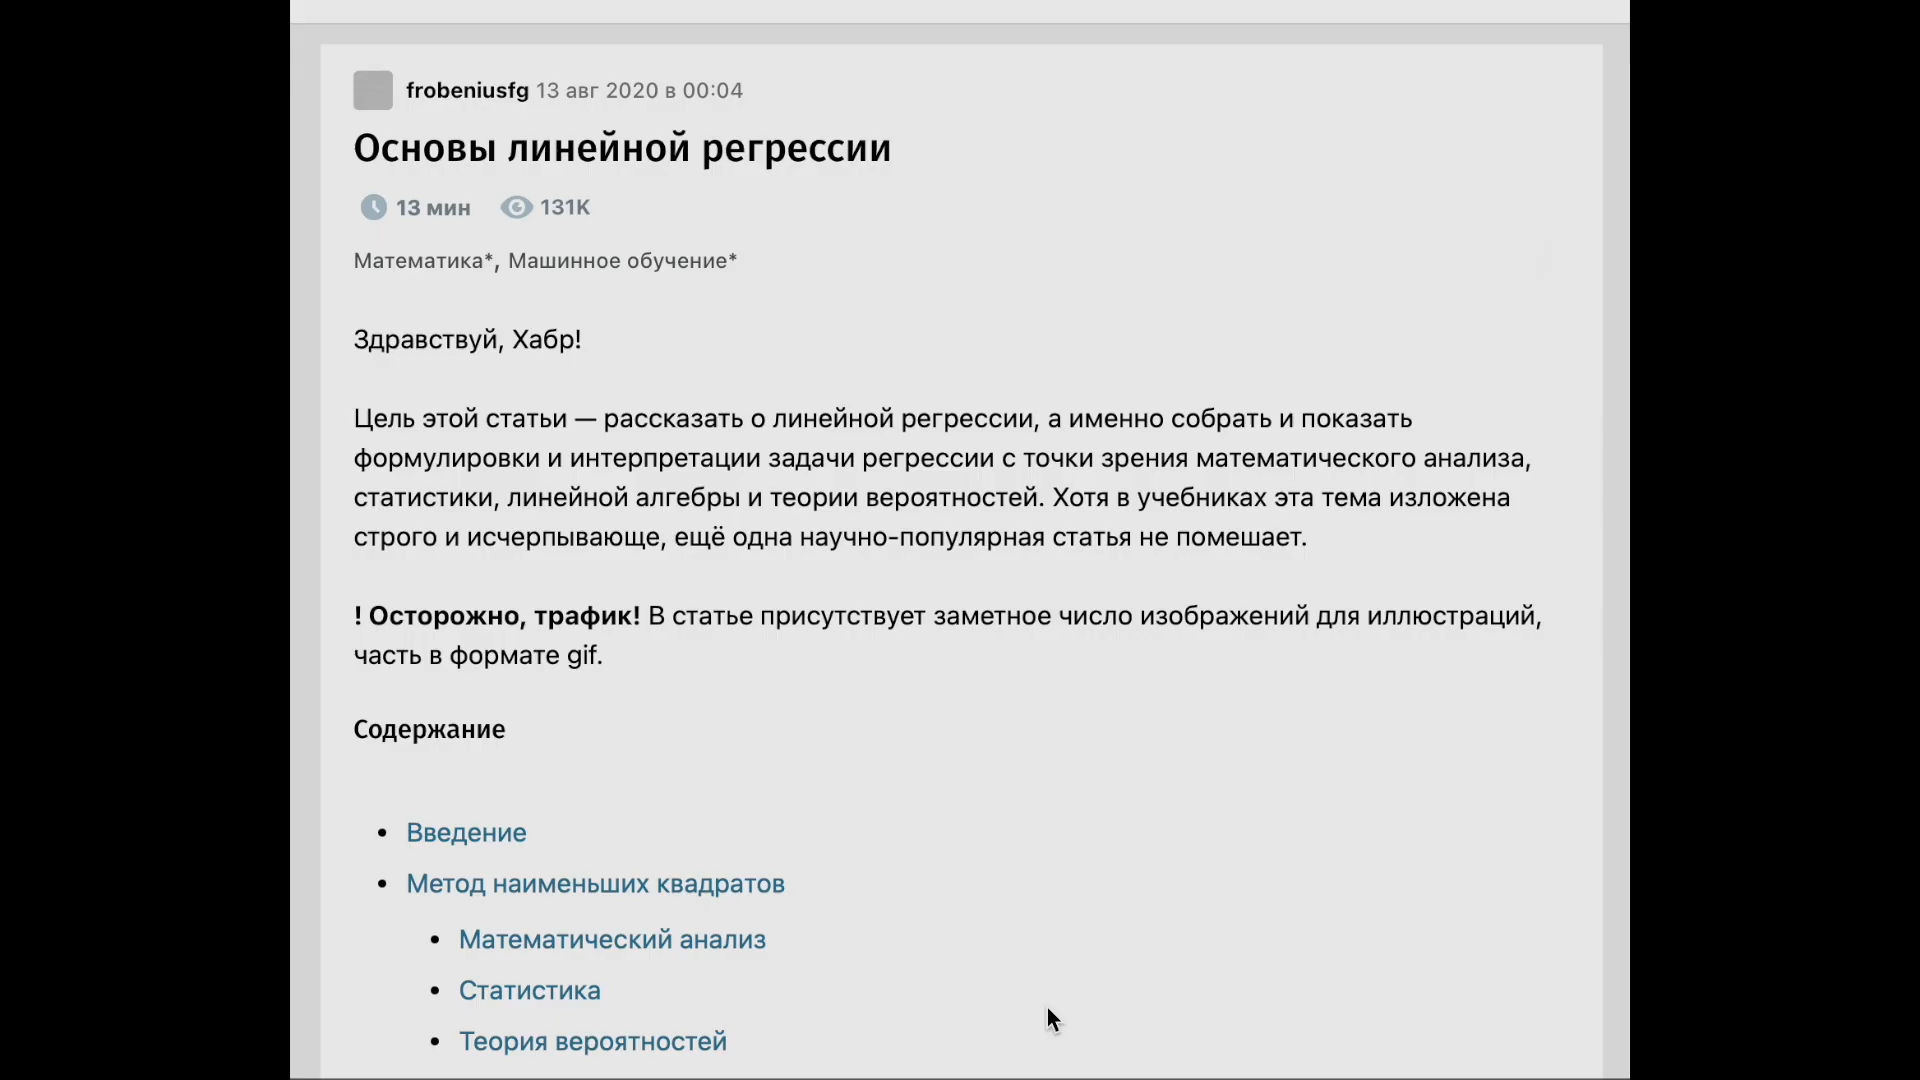 frobeniusfg 13 авг 2020 в 00:04
Основы линейной регрессии
13 мин 131K
Математика*, Машинное обучение*
Здравствуй, Хабр!
Цель этой статьи — рассказать о линейной регрессии, а именно собрать и показать
формулировки и интерпретации задачи регрессии с точки зрения математического анализа,
статистики, линейной алгебры и теории вероятностей. Хотя в учебниках эта тема изложена
строго и исчерпывающе, ещё одна научно-популярная статья не помешает.
! Осторожно, трафик! В статье присутствует заметное число изображений для иллюстраций,
часть в формате gif.
Содержание
• Введение
• Метод наименьших квадратов
• Математический анализ
• Статистика
• Теория вероятностей